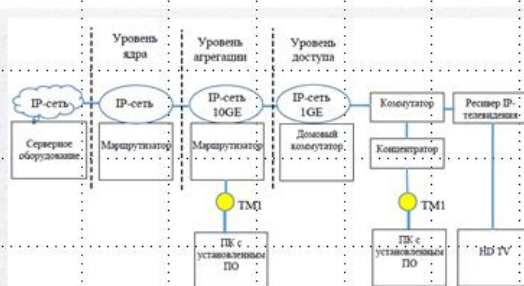 Уровень
ядра
Уровень
агрегации
Уровень
доступа
IP-сеть
IP-сеть
IP-сеть
10GE
IP-сеть
1GE
Коммутатор
Ресивер IP-
телевидения
Серверное
оборудование
Маршрутизатор
Маршрутизатор
Домовый
коммутатор
Концентратор
ТМ1
ТМ1
ПК с
установленным
ПО
ПК с
установленным
ПО
HD TV